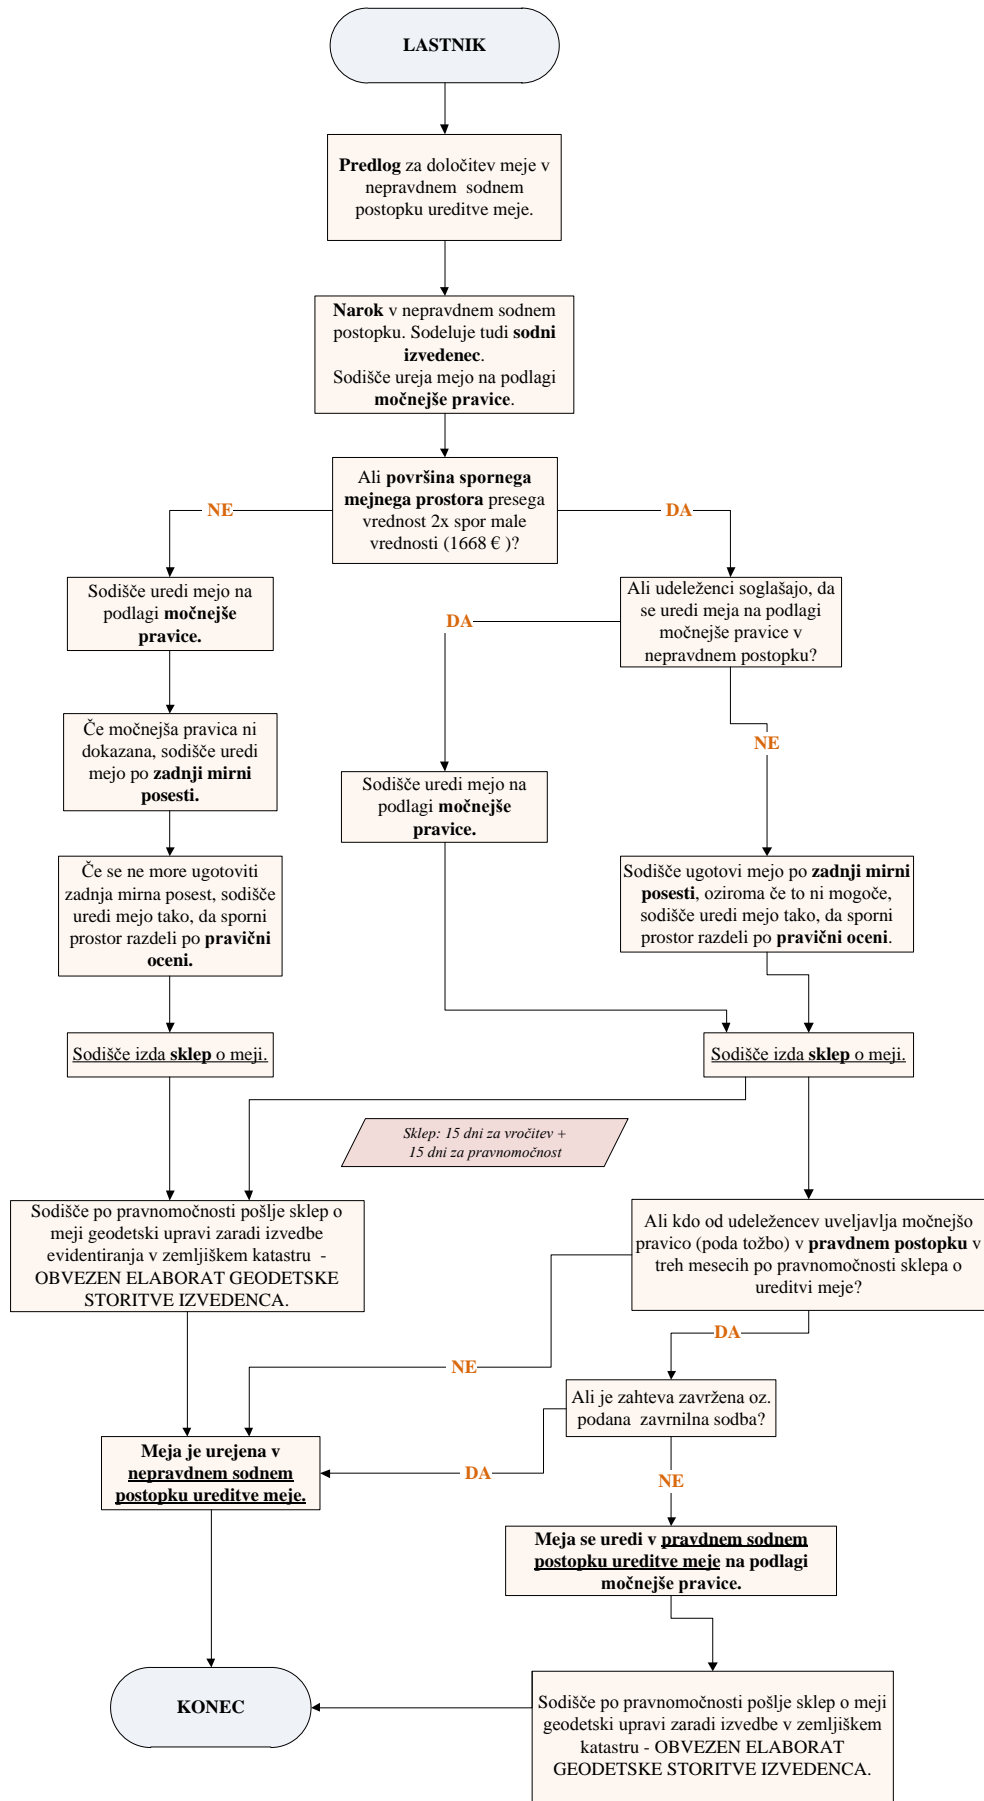 LASTNIK
Predlog za določitev meje v
nepravdnem sodnem
postopku ureditve meje.
Narok v nepravdnem sodnem
postopku. Sodeluje tudi sodni
izvedenec.
Sodišče ureja mejo na podlagi
močnejše pravice.
Ali površina spornega
mejnega prostora presega
vrednost 2x spor male
vrednosti (1668 € )?
NE
DA
Sodišče uredi mejo na
podlagi močnejše
pravice.
Ali udeleženci soglašajo, da
se uredi meja na podlagi
močnejše pravice v
nepravdnem postopku?
DA
NE
Če močnejša pravica ni
dokazana, sodišče uredi
mejo po zadnji mirni
posesti.
Sodišče uredi mejo na
podlagi močnejše
pravice.
Če se ne more ugotoviti
zadnja mirna posest, sodišče
uredi mejo tako, da sporni
prostor razdeli po pravični
oceni.
Sodišče ugotovi mejo po zadnji mirni
posesti, oziroma če to ni mogoče,
sodišče uredi mejo tako, da sporni
prostor razdeli po pravični oceni.
Sodišče izda sklep o meji.
Sodišče izda sklep o meji.
Sklep: 15 dni za vročitev +
15 dni za pravnomočnost
Sodišče po pravnomočnosti pošlje sklep o
meji geodetski upravi zaradi izvedbe
evidentiranja v zemljiškem katastru -
OBVEZEN ELABORAT GEODETSKE
STORITVE IZVEDENCA.
Ali kdo od udeležencev uveljavlja močnejšo
pravico (poda tožbo) v pravdnem postopku v
treh mesecih po pravnomočnosti sklepa o
ureditvi meje?
DA
NE
Ali je zahteva zavržena oz.
podana zavrnilna sodba?
Meja je urejena v
nepravdnem sodnem
postopku ureditve meje.
DA
NE
Meja se uredi v pravdnem sodnem
postopku ureditve meje na podlagi
močnejše pravice.
KONEC
Sodišče po pravnomočnosti pošlje sklep o meji
geodetski upravi zaradi izvedbe v zemljiškem
katastru - OBVEZEN ELABORAT
GEODETSKE STORITVE IZVEDENCA.